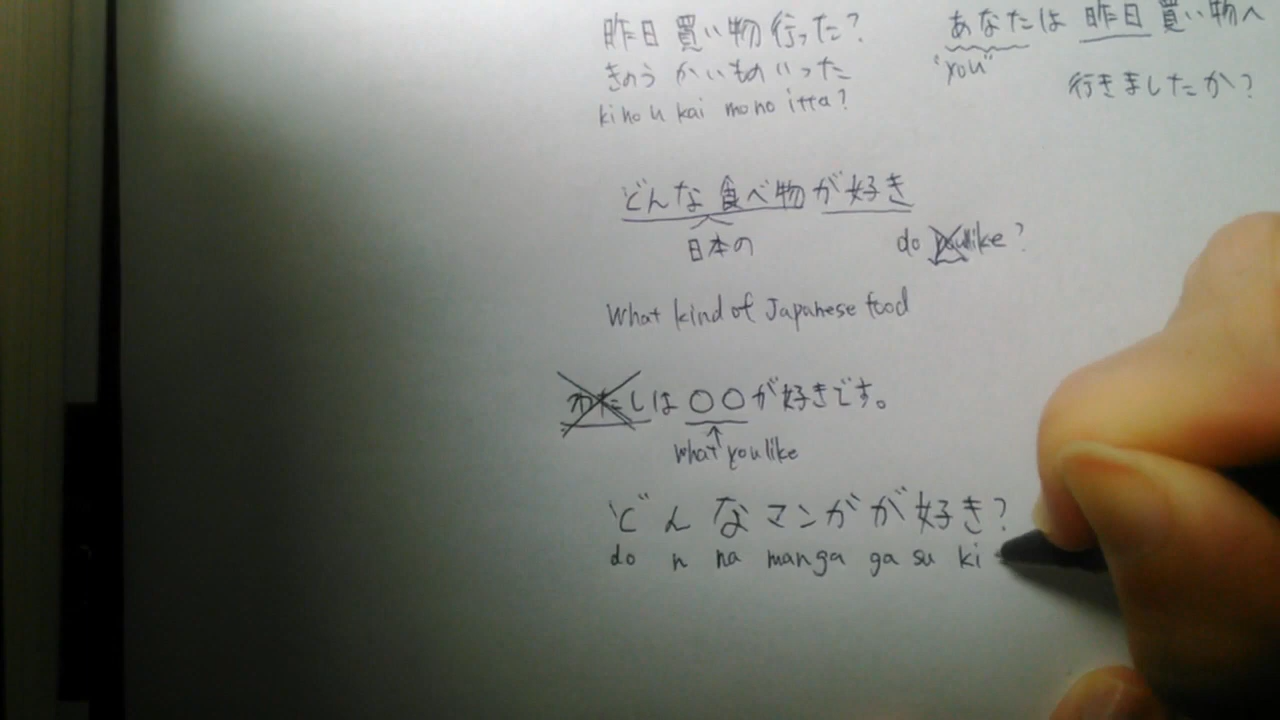 昨日買い物行った?
きのうかいものいった
kinou kai mono itta?
あなたは昨日買い物へ
"you"
行きましたか?
どんな食べ物が好き
日本の
do like?
What kind of Japanese food
わたしは〇〇が好きです。
↑
what you like
どんなマンガが好き?
do n na manga ga su ki